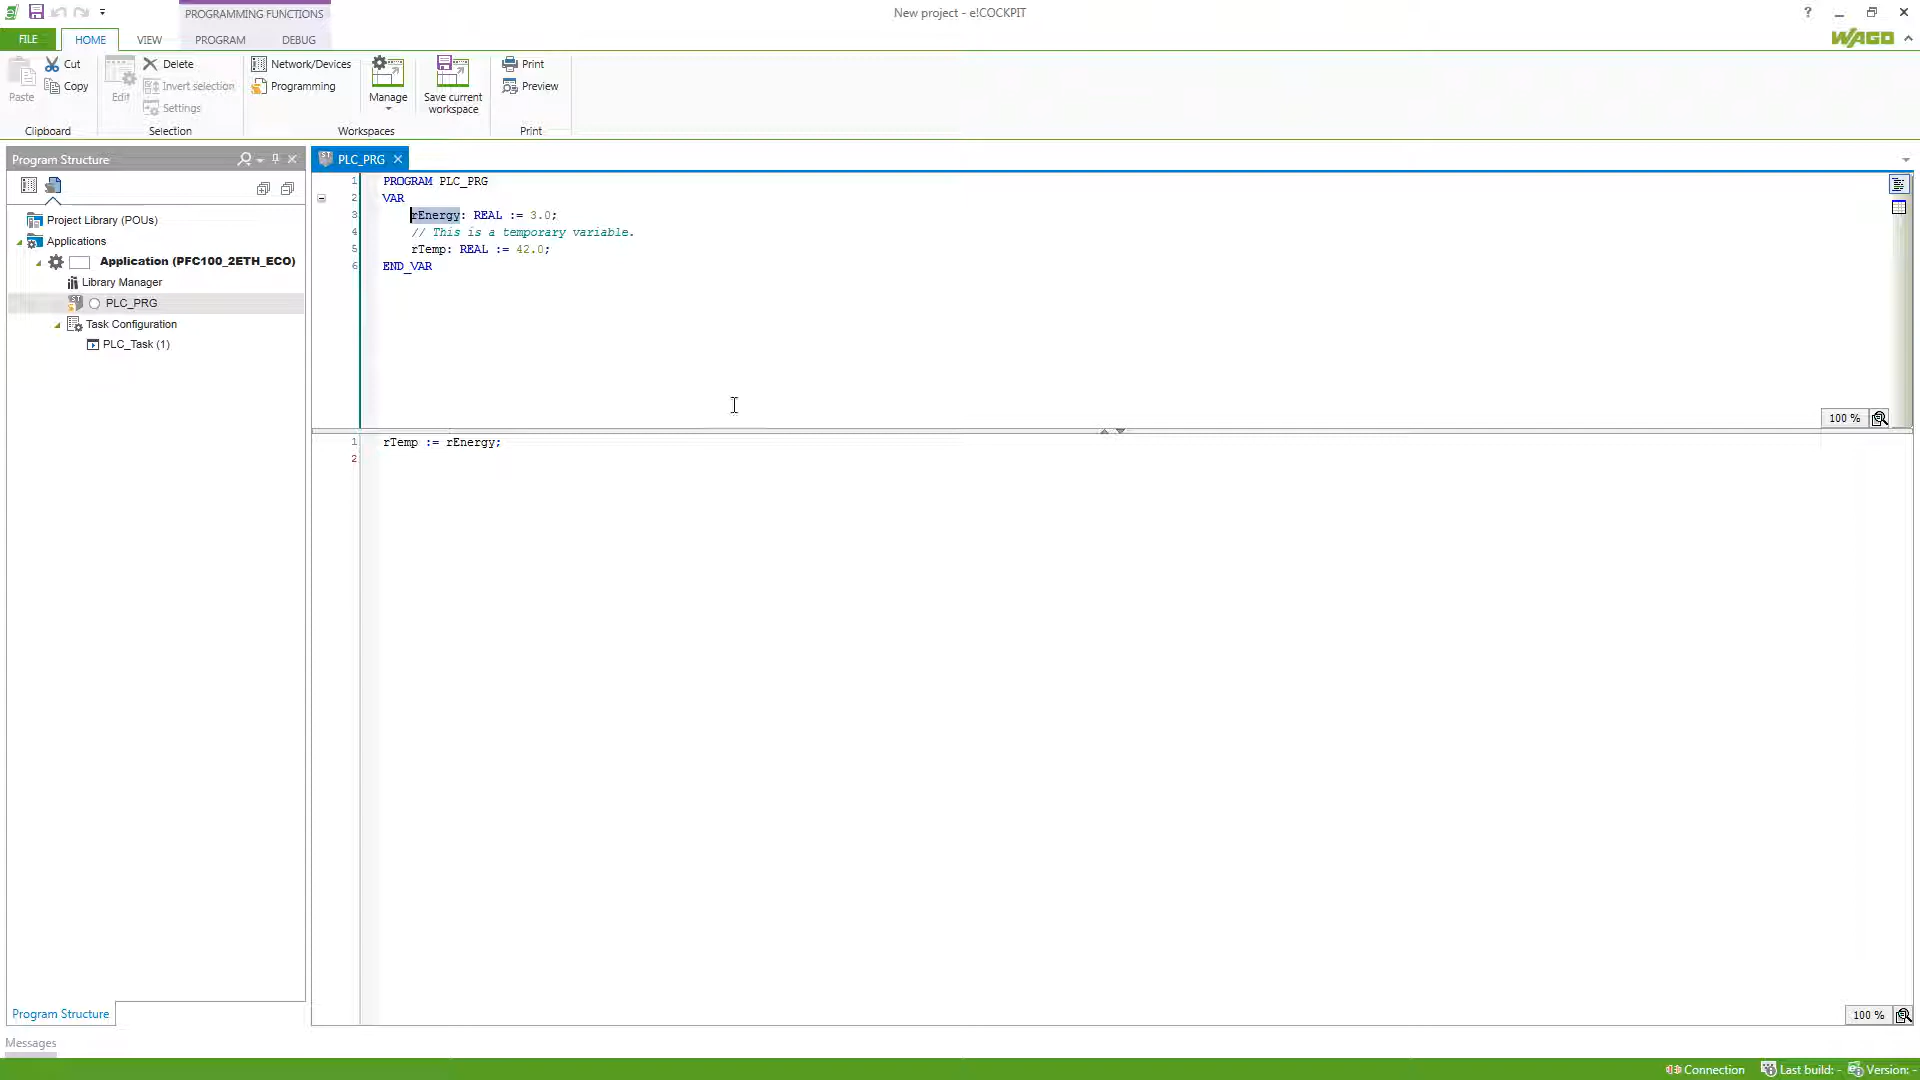 PROGRAMMING FUNCTIONS
New project - e!COCKPIT
?
FILE
HOME
VIEW
PROGRAM
DEBUG
WAGO
Paste
Cut
Copy
Clipboard
Edit
Delete
Invert selection
Settings
Selection
Network/Devices
Programming
Manage
Save current
workspace
Workspaces
Print
Preview
Print
Program Structure
Project Library (POUs)
Applications
Application (PFC100_2ETH_ECO)
Library Manager
PLC_PRG
Task Configuration
PLC_Task (1)
Program Structure
PLC_PRG
1 PROGRAM PLC_PRG
2 VAR
3 rEnergy: REAL := 3.0;
4 // This is a temporary variable.
5 rTemp: REAL := 42.0;
6 END_VAR
100 %
1 rTemp := rEnergy;
2
100 %
Messages
Connection
Last build: -
Version: -